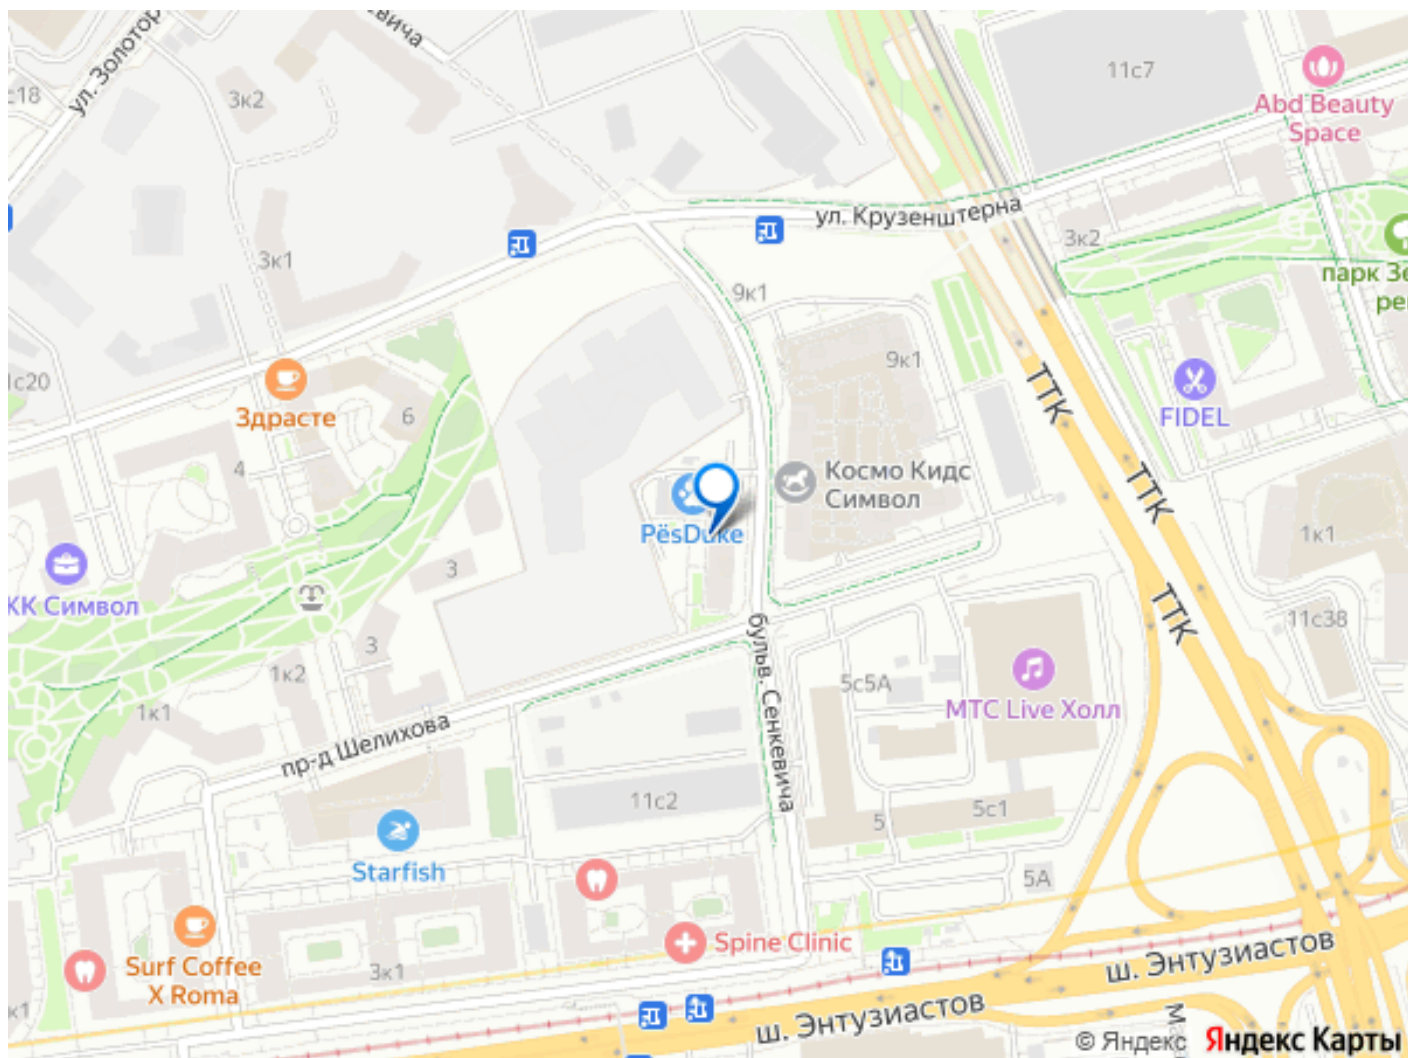 ул. Золотор
евича
с18
3к2
11с7
Abd Beauty
Space
ул. Крузенштерна
3к2
3к1
9к1
парк Зе
ре
1с20
Здрасте
6
9к1
ТТК
FIDEL
4
Космо Кидс
Символ
ТТК
PёsDuke
1к1
3
КК Символ
ТТК
11с38
бульв. Сенкевича
3
1к2
5с5А
МТС Live Холл
1к1
пр-д Шелихова
11с2
5с1
5
Starfish
5А
Surf Coffee
X Roma
3к1
Spine Clinic
ш. Энтузиастов
ш. Энтузиастов
к1
Ма
© Яндекс Яндекс Карты